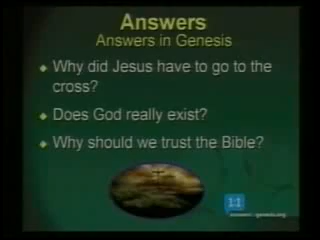 Answers
Answers in Genesis
Why did Jesus have to go to the
cross?
Does God really exist?
Why should we trust the Bible?
1:1